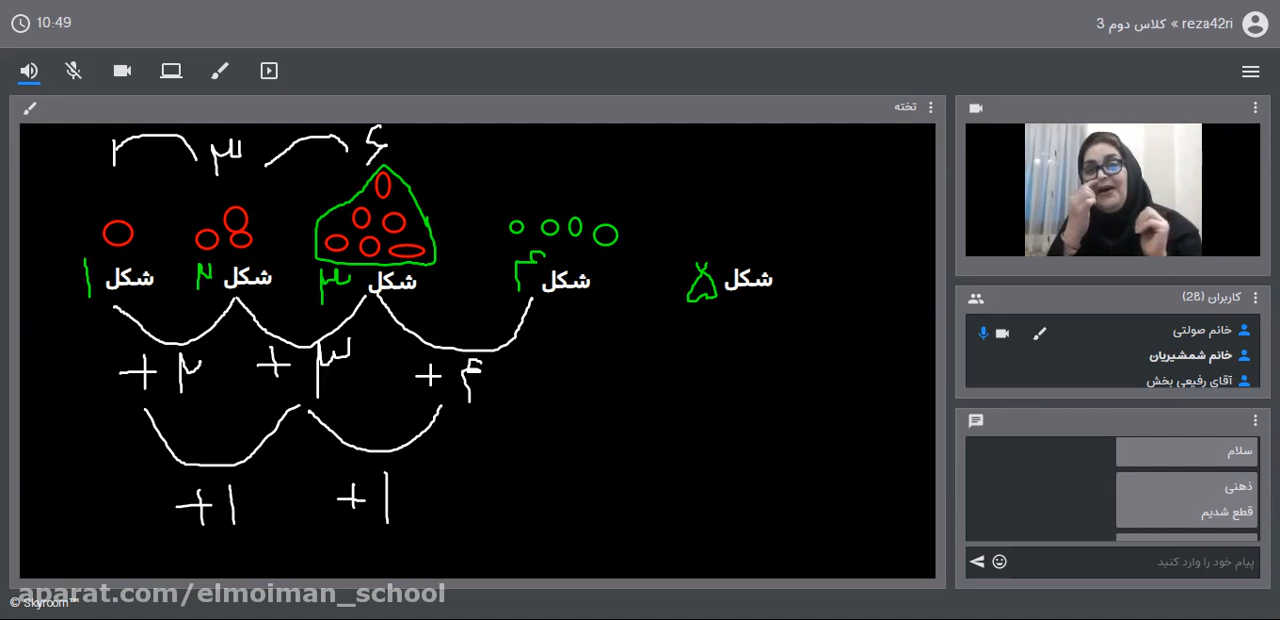 10:49
reza42ri » کلاس دوم 3
تخته
۱ ۳ ۶
شکل ۱
شکل ۲
شکل ۳
شکل ۴
شکل ۵
+ ۲ + ۳ + ۴
+۱ +۱
کاربران (28)
خانم صولتی
خانم شمشیریان
آقای رفیعی بخش
سلام
ذهنی
قطع شدیم
پیام خود را وارد کنید
aparat.com/elmoiman_school
© Skyroom™